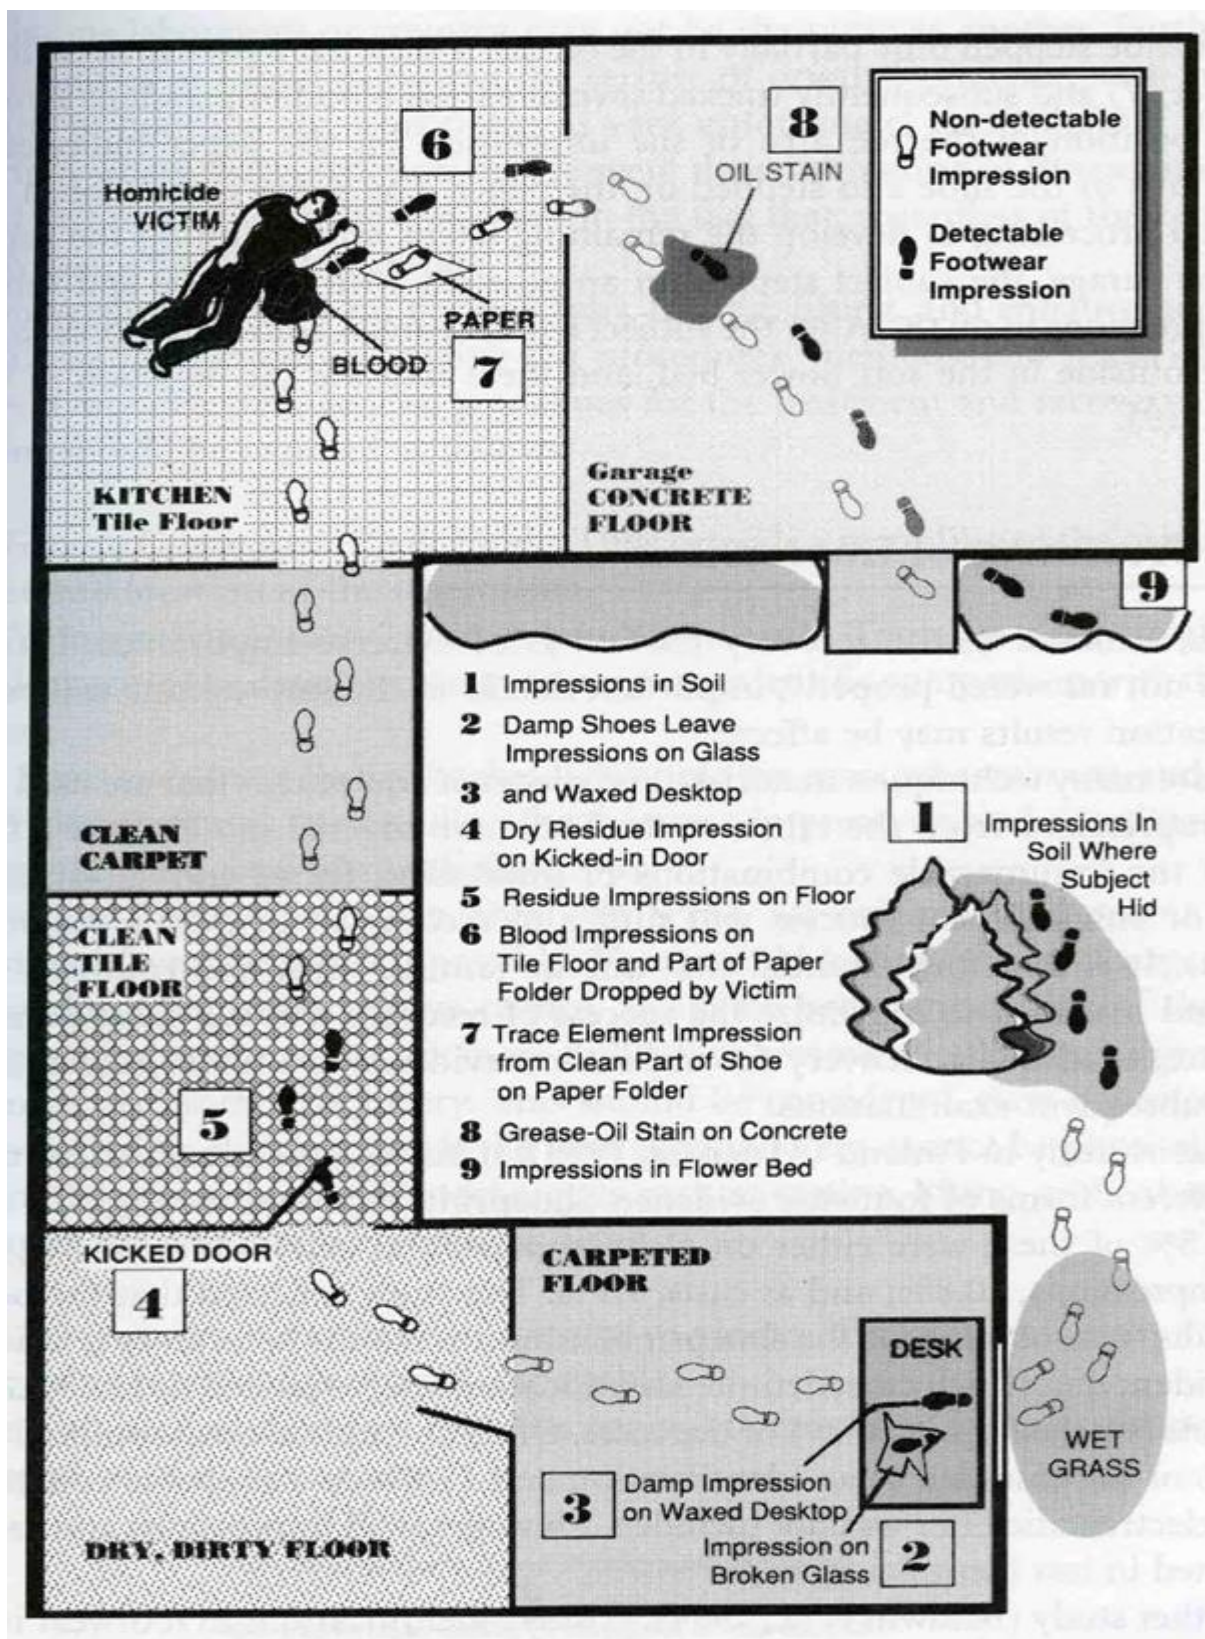 6
8
OIL STAIN
Non-detectable
Footwear
Impression
Detectable
Footwear
Impression
Homicide
VICTIM
PAPER
BLOOD
7
KITCHEN
Tile Floor
Garage
CONCRETE
FLOOR
9
1 Impressions in Soil
2 Damp Shoes Leave
Impressions on Glass
3 and Waxed Desktop
4 Dry Residue Impression
on Kicked-in Door
5 Residue Impressions on Floor
6 Blood Impressions on
Tile Floor and Part of Paper
Folder Dropped by Victim
7 Trace Element Impression
from Clean Part of Shoe
on Paper Folder
8 Grease-Oil Stain on Concrete
9 Impressions in Flower Bed
CLEAN
CARPET
1
Impressions In
Soil Where
Subject
Hid
CLEAN
TILE
FLOOR
5
KICKED DOOR
4
CARPETED
FLOOR
DESK
WET
GRASS
3
Damp Impression
on Waxed Desktop
Impression on
Broken Glass
2
DRY, DIRTY FLOOR